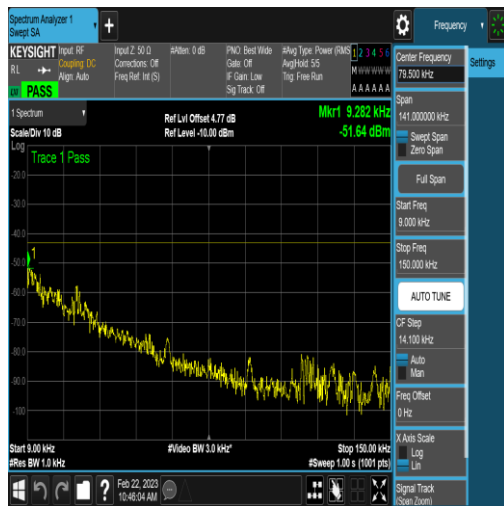 Spectrum Analyzer 1
Swept SA
+
Frequency
KEYSIGHT
RL
Input: RF
Coupling: DC
Align: Auto
Input Z: 50 Ω
Corrections: Off
Freq Ref: Int (S)
#Atten: 0 dB
PNO: Best Wide
Gate: Off
IF Gain: Low
Sig Track: Off
#Avg Type: Power (RMS
Avg|Hold: 5/5
Trig: Free Run
1 2 3 4 5 6
M W W W W W
A A A A A A
PASS
1 Spectrum
Scale/Div 10 dB
Ref Lvl Offset 4.77 dB
Ref Level -10.00 dBm
Mkr1 9.282 kHz
-51.64 dBm
Log
Trace 1 Pass
-20.0
-30.0
-40.0
-50.0
-60.0
-70.0
-80.0
-90.0
-100
1
Start 9.00 kHz
#Res BW 1.0 kHz
#Video BW 3.0 kHz*
Stop 150.00 kHz
#Sweep 1.00 s (1001 pts)
Feb 22, 2023
10:46:04 AM
?
Settings
Center Frequency
79.500 kHz
Span
141.000000 kHz
Swept Span
Zero Span
Full Span
Start Freq
9.000 kHz
Stop Freq
150.000 kHz
AUTO TUNE
CF Step
14.100 kHz
Auto
Man
Freq Offset
0 Hz
X Axis Scale
Log
Lin
Signal Track
(Span Zoom)